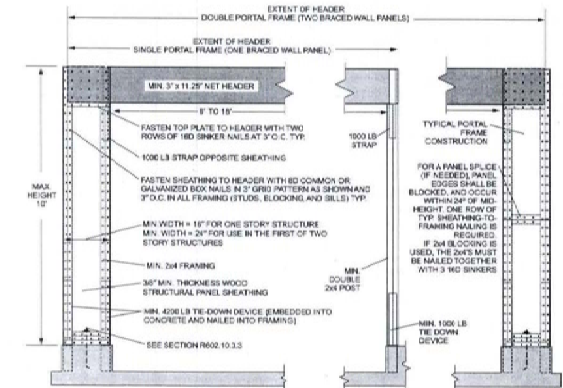 EXTENT OF HEADER
DOUBLE PORTAL FRAME (TWO BRACED WALL PANELS)
EXTENT OF HEADER
SINGLE PORTAL FRAME (ONE BRACED WALL PANEL)
MIN. 3" x 11.25" NET HEADER
6' TO 18'
FASTEN TOP PLATE TO HEADER WITH TWO
ROWS OF 16D SINKER NAILS AT 3" O.C. TYP.
1000 LB STRAP OPPOSITE SHEATHING
FASTEN SHEATHING TO HEADER WITH 8D COMMON OR
GALVANIZED BOX NAILS IN 3" GRID PATTERN AS SHOWN AND
3" O.C. IN ALL FRAMING (STUDS, BLOCKING, AND SILLS) TYP.
MIN. WIDTH = 16" FOR ONE STORY STRUCTURE
MIN. WIDTH = 24" FOR USE IN THE FIRST OF TWO
STORY STRUCTURES
MIN. 2x4 FRAMING
3/8" MIN. THICKNESS WOOD
STRUCTURAL PANEL SHEATHING
MIN. 4200 LB TIE-DOWN DEVICE (EMBEDDED INTO
CONCRETE AND NAILED INTO FRAMING)
SEE SECTION R602.10.3.3
MAX.
HEIGHT
10'
1000 LB
STRAP
MIN.
DOUBLE
2x4 POST
TYPICAL PORTAL
FRAME
CONSTRUCTION
FOR A PANEL SPLICE
(IF NEEDED), PANEL
EDGES SHALL BE
BLOCKED, AND OCCUR
WITHIN 24" OF MID-
HEIGHT. ONE ROW OF
TYP. SHEATHING-TO-
FRAMING NAILING IS
REQUIRED.
IF 2x4 BLOCKING IS
USED, THE 2x4'S MUST
BE NAILED TOGETHER
WITH 3 16D SINKERS
MIN. 1000 LB
TIE DOWN
DEVICE